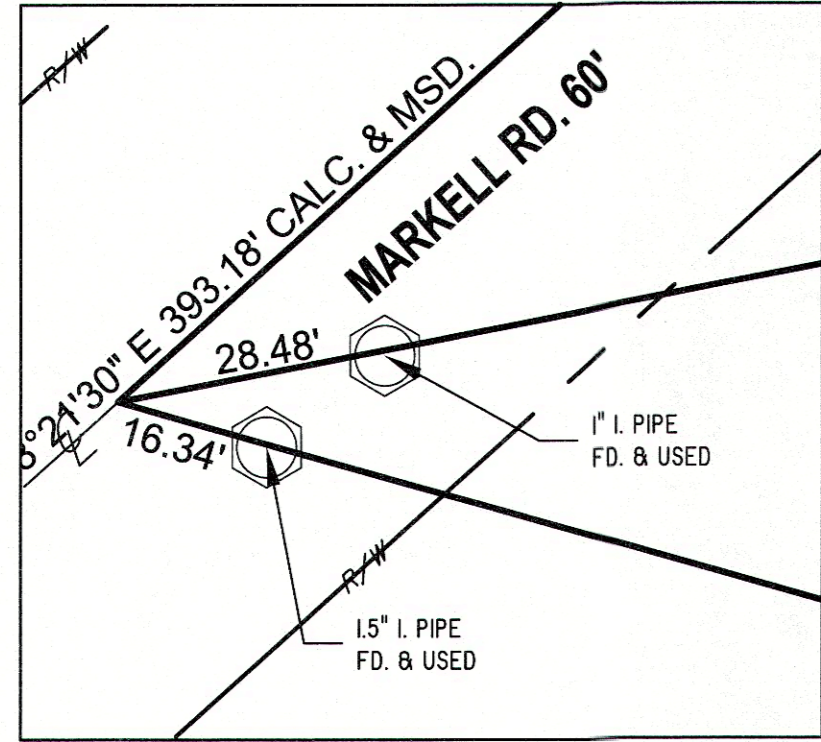 R/W
8°21'30" E 393.18' CALC. & MSD.
MARKELL RD. 60'
28.48'
16.34'
1" I. PIPE
FD. & USED
R/W
1.5" I. PIPE
FD. & USED